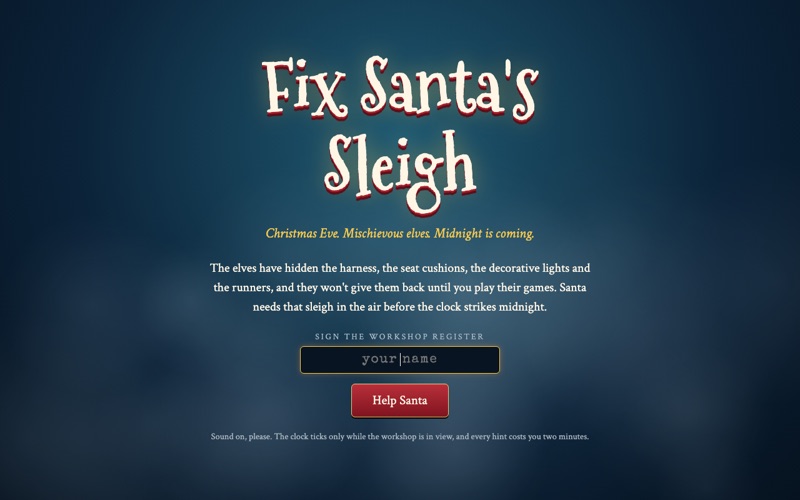 Fix Santa's
Sleigh
Christmas Eve. Mischievous elves. Midnight is coming.
The elves have hidden the harness, the seat cushions, the decorative lights and
the runners, and they won't give them back until you play their games. Santa
needs that sleigh in the air before the clock strikes midnight.
SIGN THE WORKSHOP REGISTER
your name
Help Santa
Sound on, please. The clock ticks only while the workshop is in view, and every hint costs you two minutes.